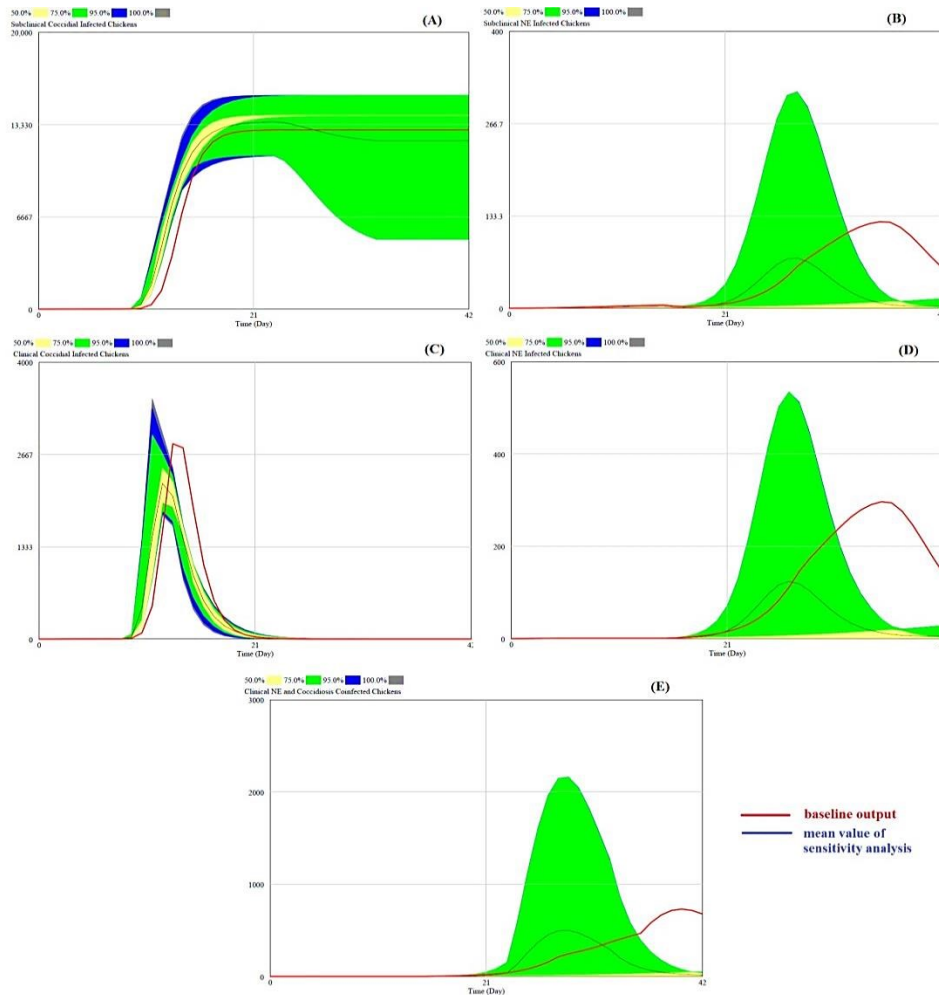 50.0% 75.0% 95.0% 100.0%
Subclinical Coccidial Infected Chickens
(A)
20,000
13,330
6667
0
0 21 42
Time (Day)
50.0% 75.0% 95.0% 100.0%
Subclinical NE Infected Chickens
(B)
400
266.7
133.3
0
0 21
Time (Day)
50.0% 75.0% 95.0% 100.0%
Clinical Coccidial Infected Chickens
(C)
4000
2667
1333
0
0 21
Time (Day)
50.0% 75.0% 95.0% 100.0%
Clinical NE Infected Chickens
(D)
600
400
200
0
0 21
Time (Day)
50.0% 75.0% 95.0% 100.0%
Clinical NE and Coccidiosis Coinfected Chickens
(E)
3000
2000
1000
0
0 21 42
Time (Day)
baseline output
mean value of
sensitivity analysis